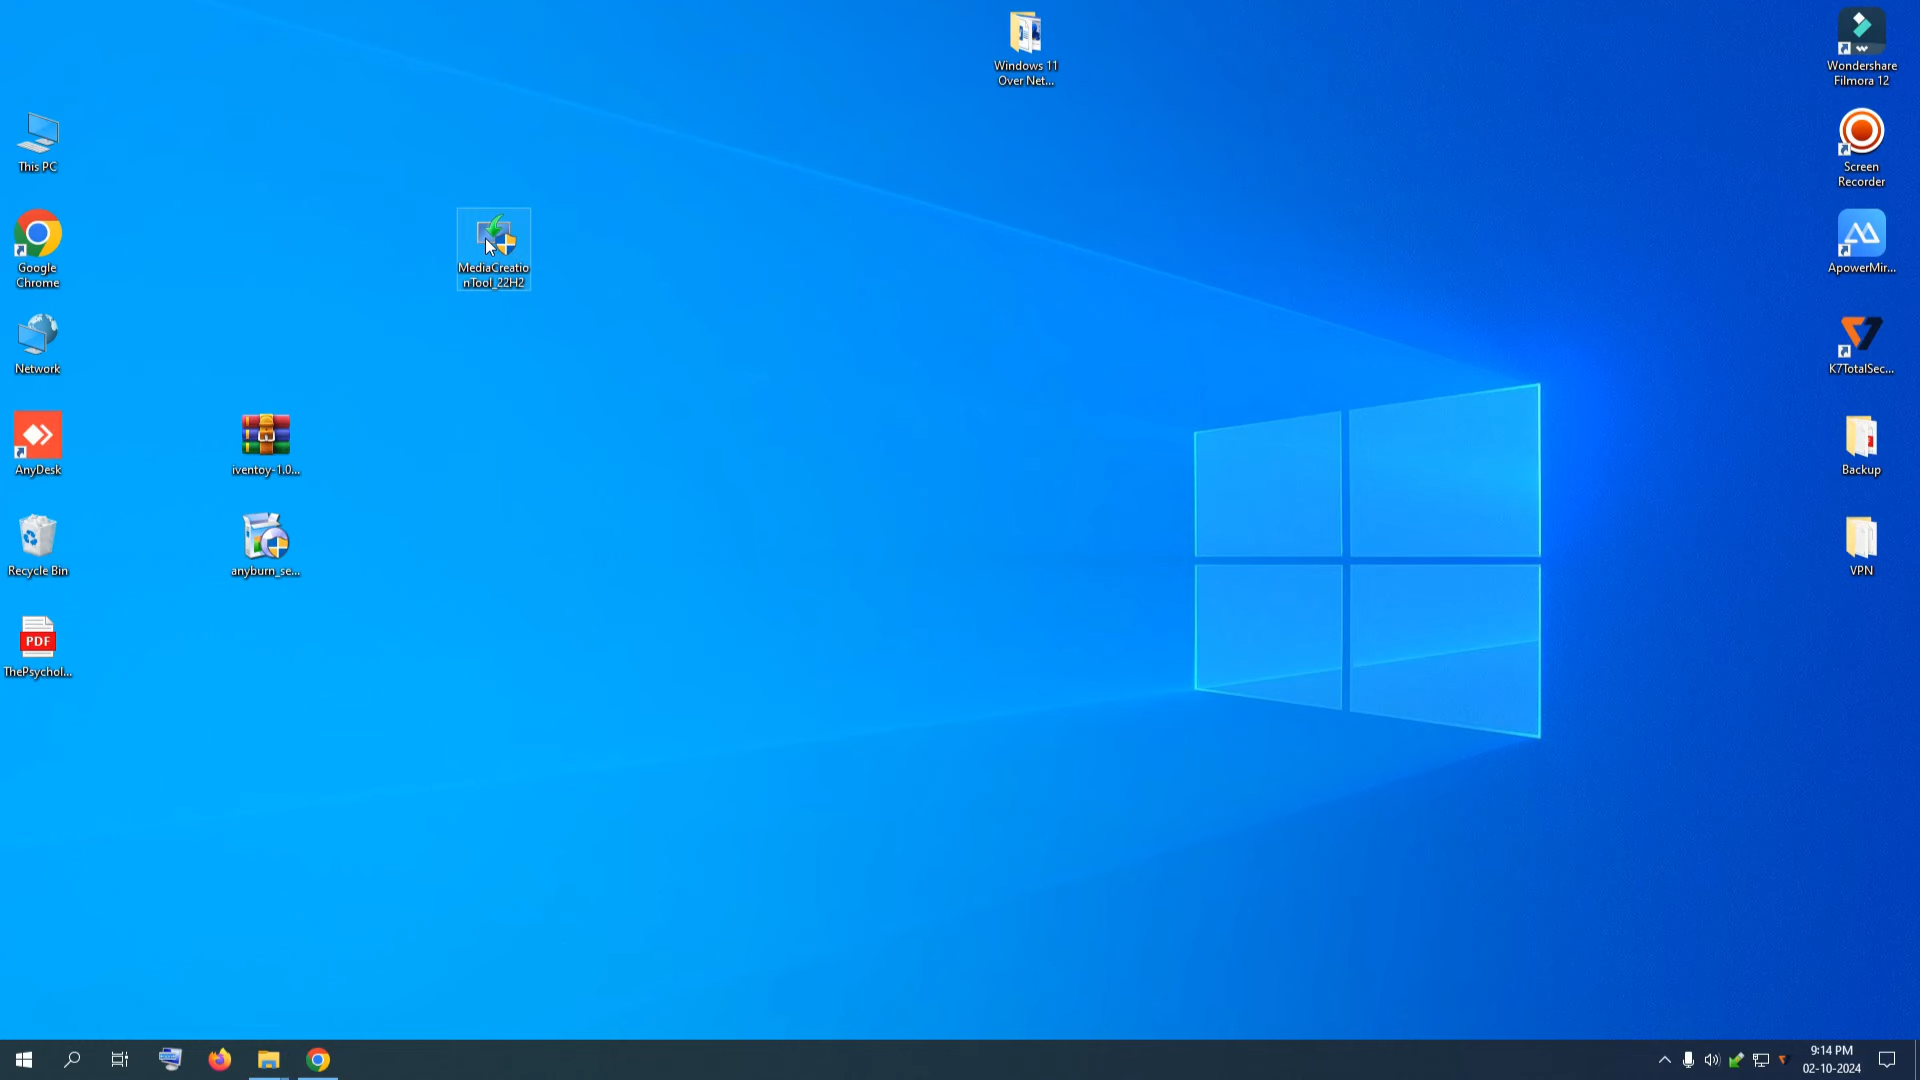 Windows 11
Over Net...
Wondershare
Filmora 12
This PC
Screen
Recorder
Google
Chrome
MediaCreatio
nTool_22H2
ApowerMir...
Network
K7TotalSec...
AnyDesk
iventoy-1.0...
Backup
Recycle Bin
anyburn_se...
VPN
PDF
ThePsychol...
9:14 PM
02-10-2024